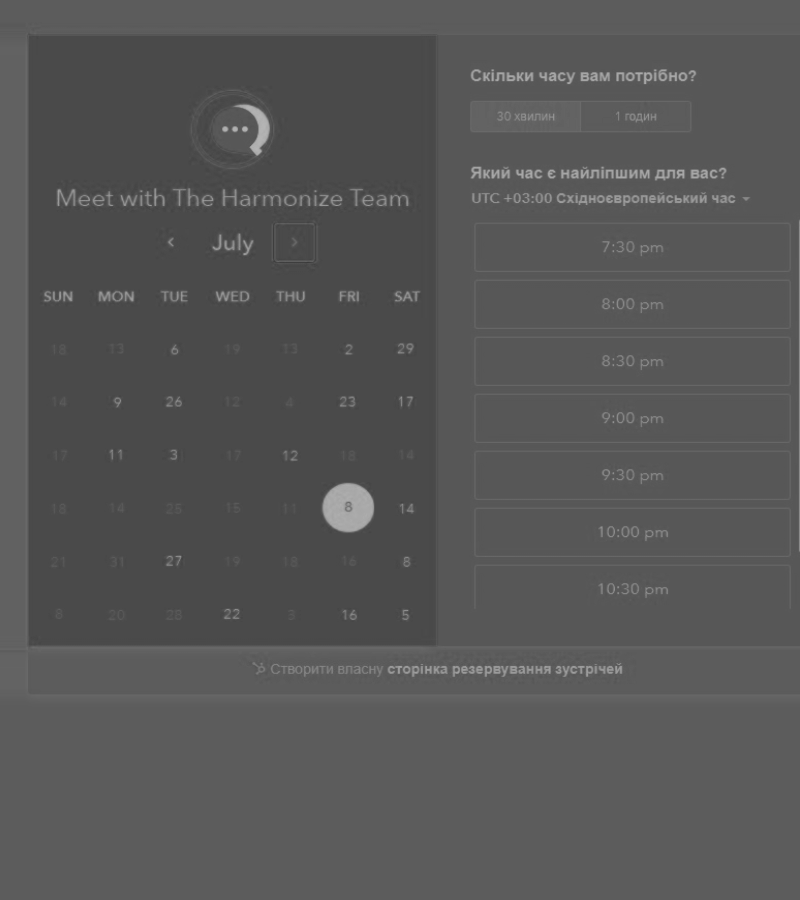 Meet with The Harmonize Team
July
SUN MON TUE WED THU FRI SAT
18 13 6 19 13 2 29
14 9 26 12 4 23 17
17 11 3 17 12 18 14
18 14 25 15 11 8 14
21 31 27 19 18 16 8
8 20 28 22 3 16 5
Скільки часу вам потрібно?
30 хвилин 1 годин
Який час є найліпшим для вас?
UTC +03:00 Східноєвропейський час
7:30 pm
8:00 pm
8:30 pm
9:00 pm
9:30 pm
10:00 pm
10:30 pm
Створити власну сторінка резервування зустрічей